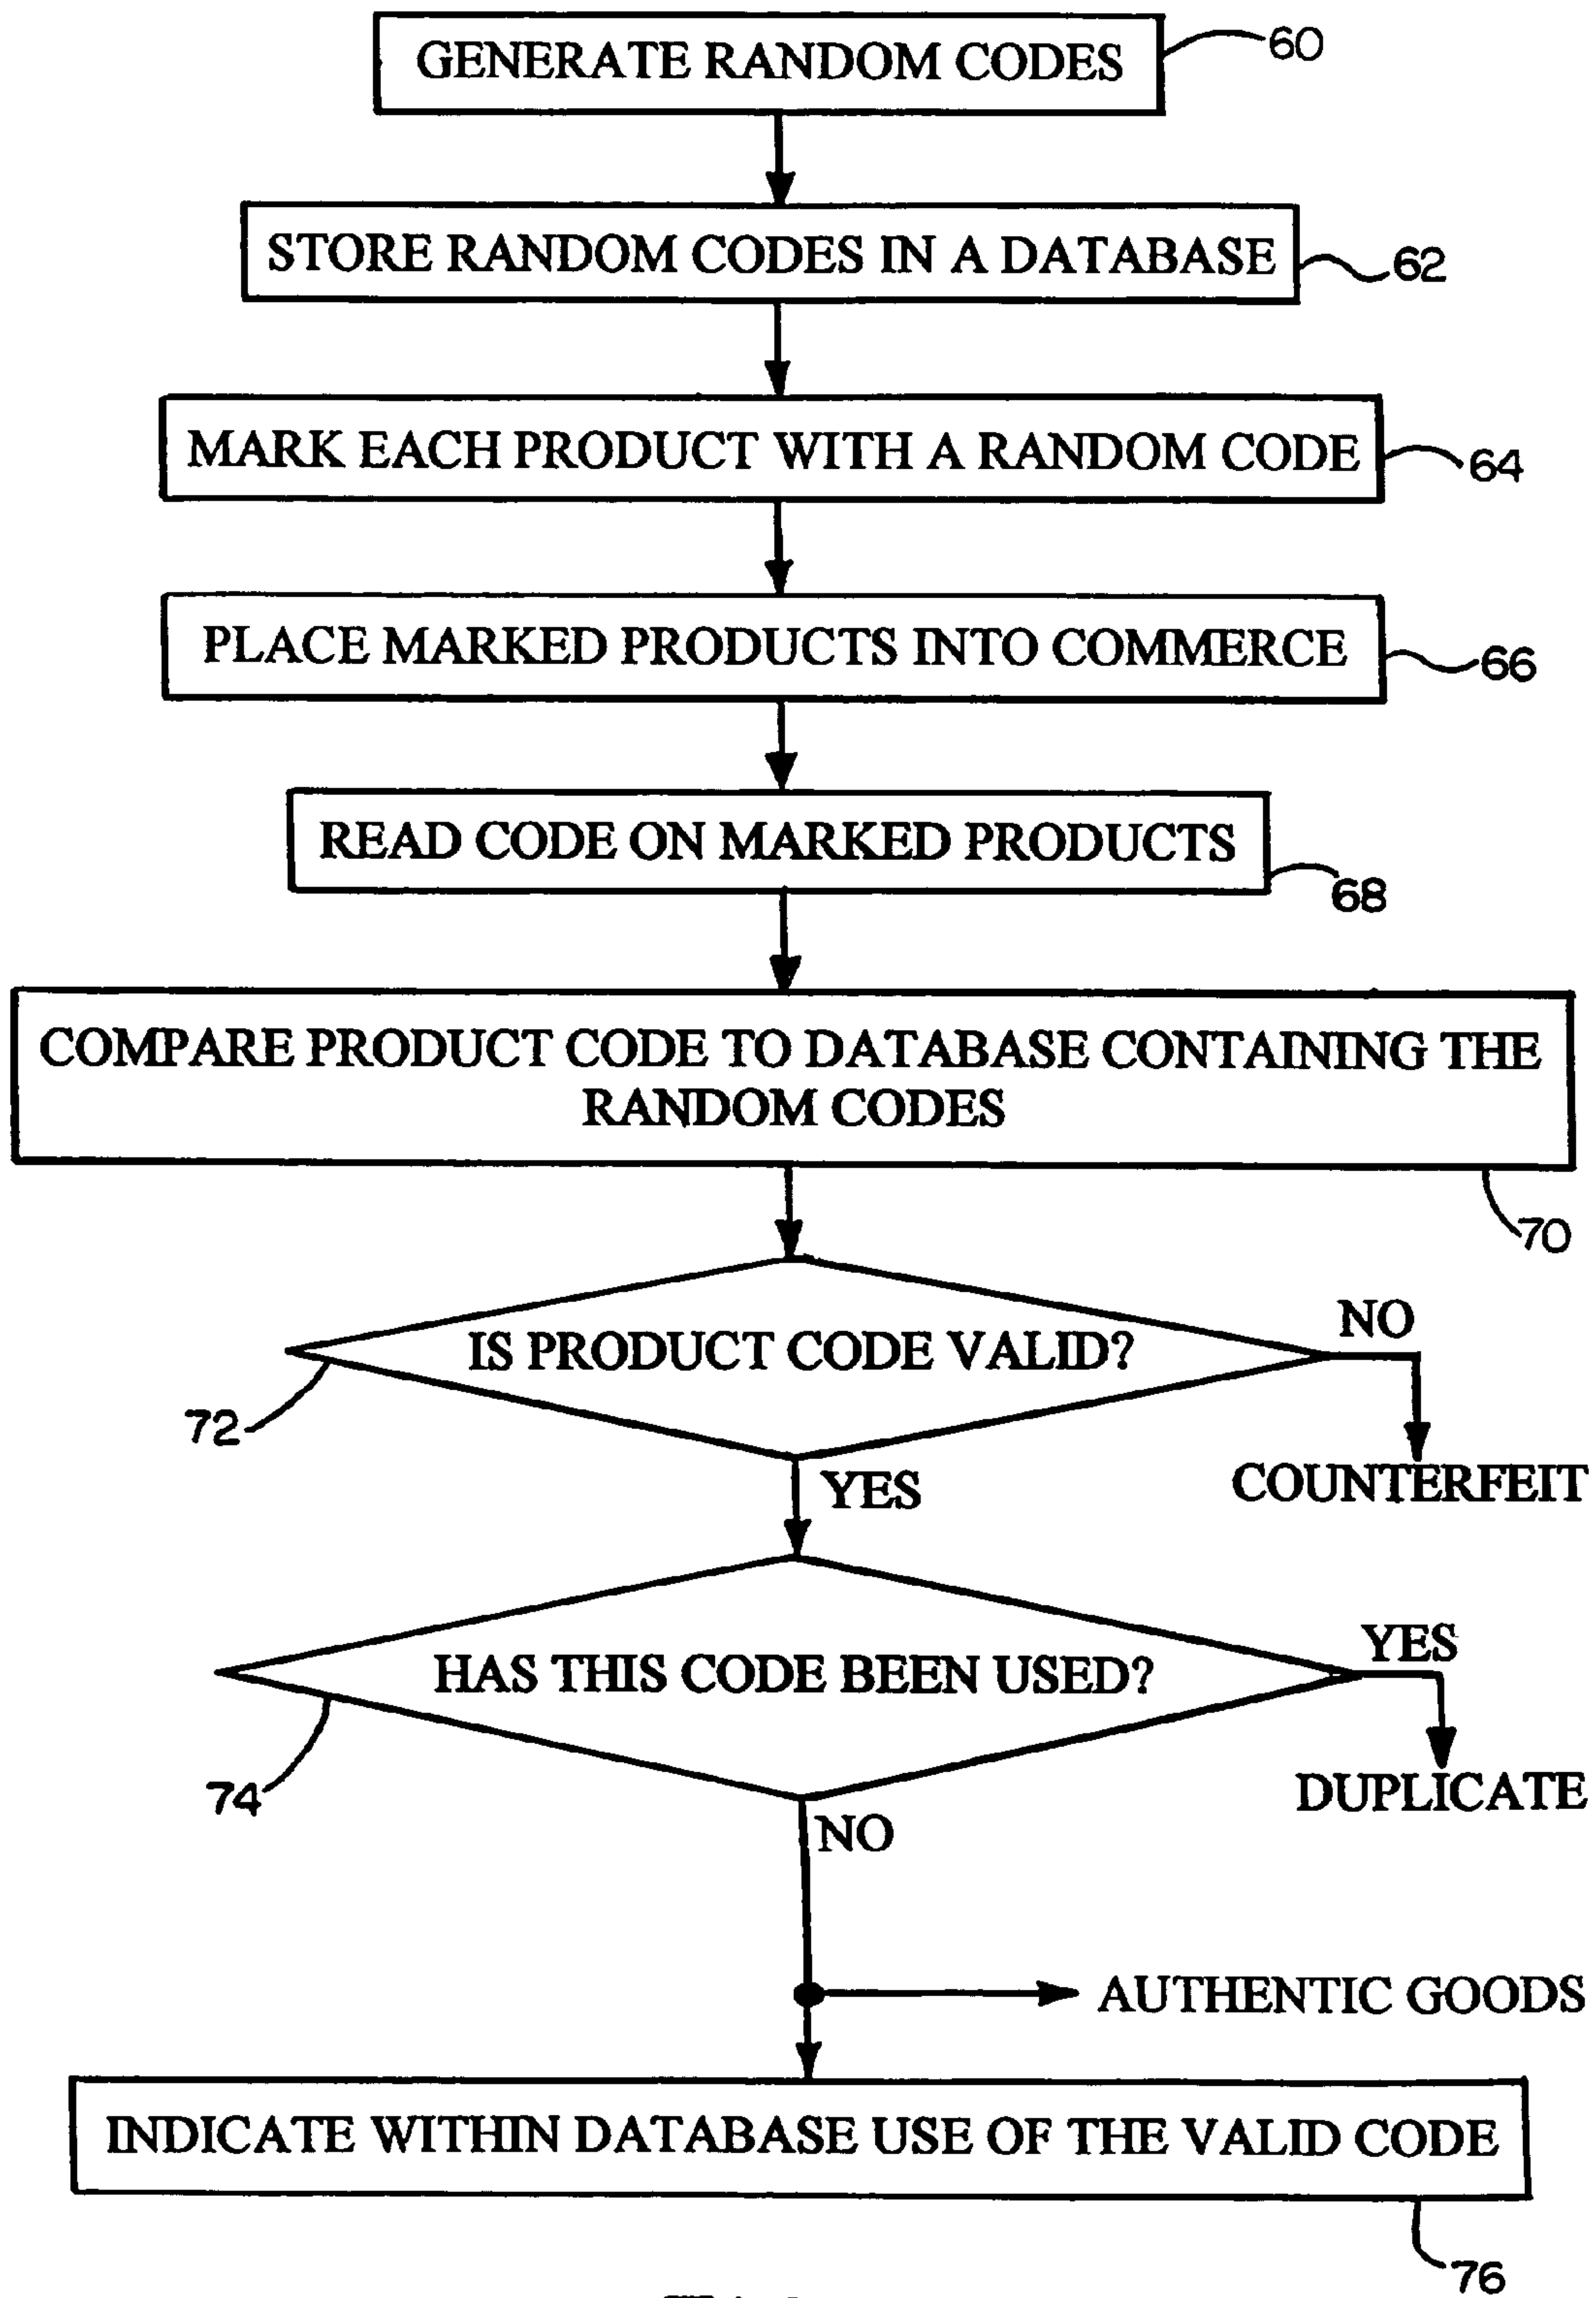 GENERATE RANDOM CODES
60
STORE RANDOM CODES IN A DATABASE
62
MARK EACH PRODUCT WITH A RANDOM CODE
64
PLACE MARKED PRODUCTS INTO COMMERCE
66
READ CODE ON MARKED PRODUCTS
68
COMPARE PRODUCT CODE TO DATABASE CONTAINING THE
RANDOM CODES
70
IS PRODUCT CODE VALID?
NO
72
COUNTERFEIT
YES
HAS THIS CODE BEEN USED?
YES
74
DUPLICATE
NO
AUTHENTIC GOODS
INDICATE WITHIN DATABASE USE OF THE VALID CODE
76